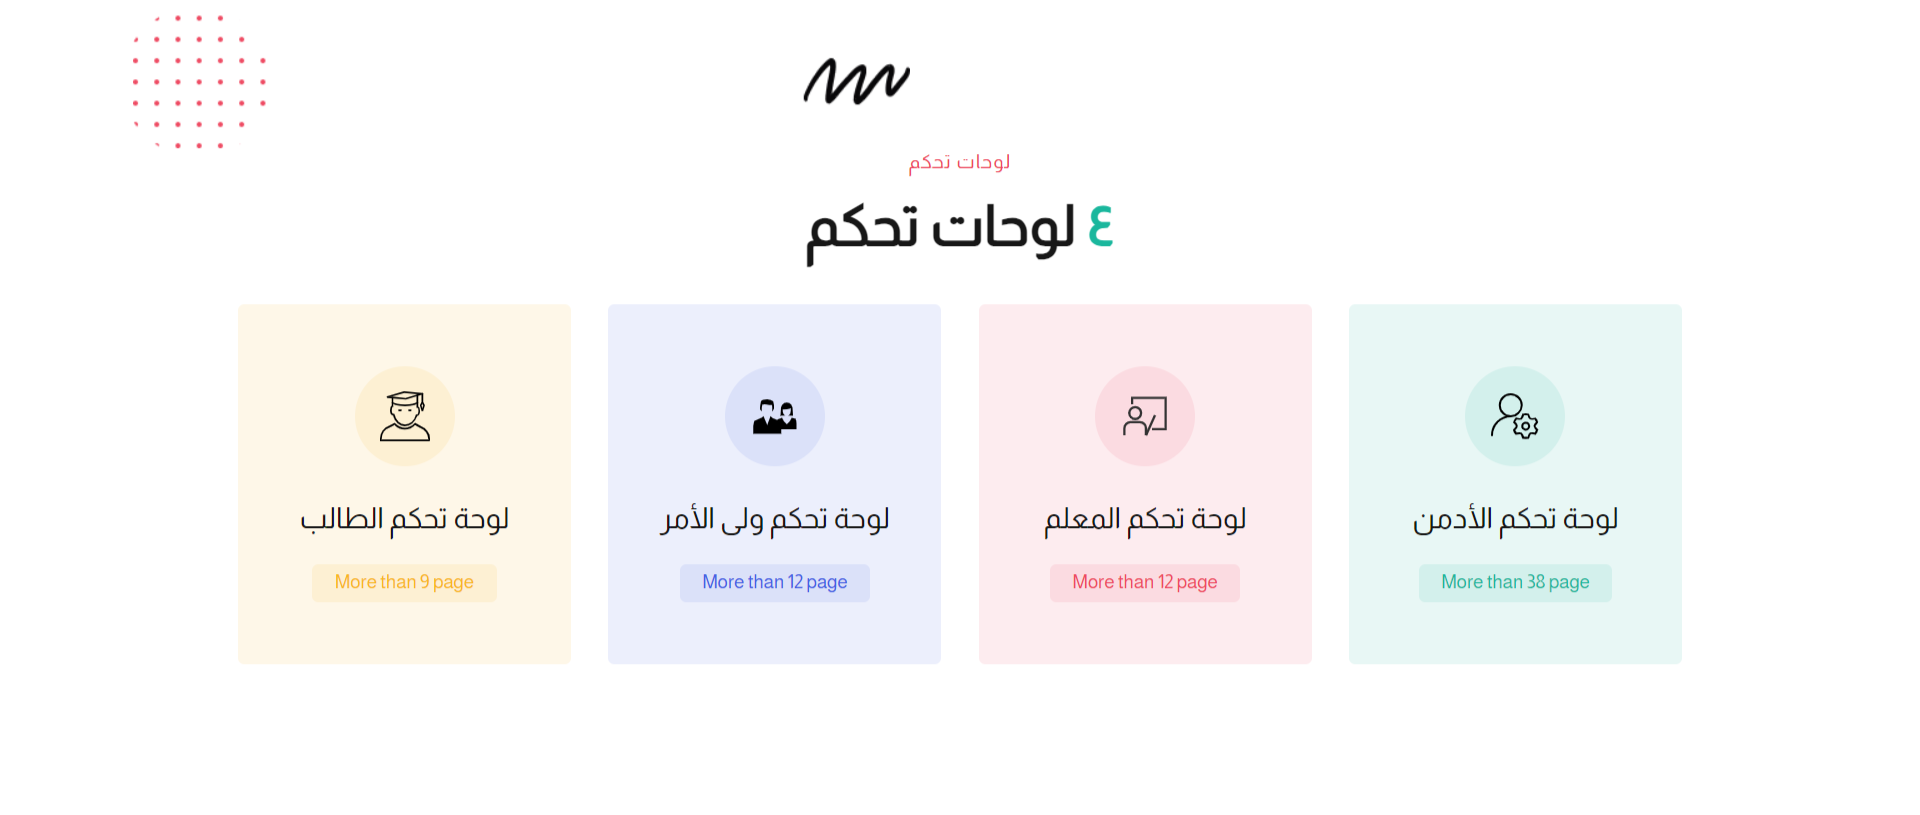 لوحات تحكم
٤ لوحات تحكم
لوحة تحكم الأدمن
More than 38 page
لوحة تحكم المعلم
More than 12 page
لوحة تحكم ولى الأمر
More than 12 page
لوحة تحكم الطالب
More than 9 page